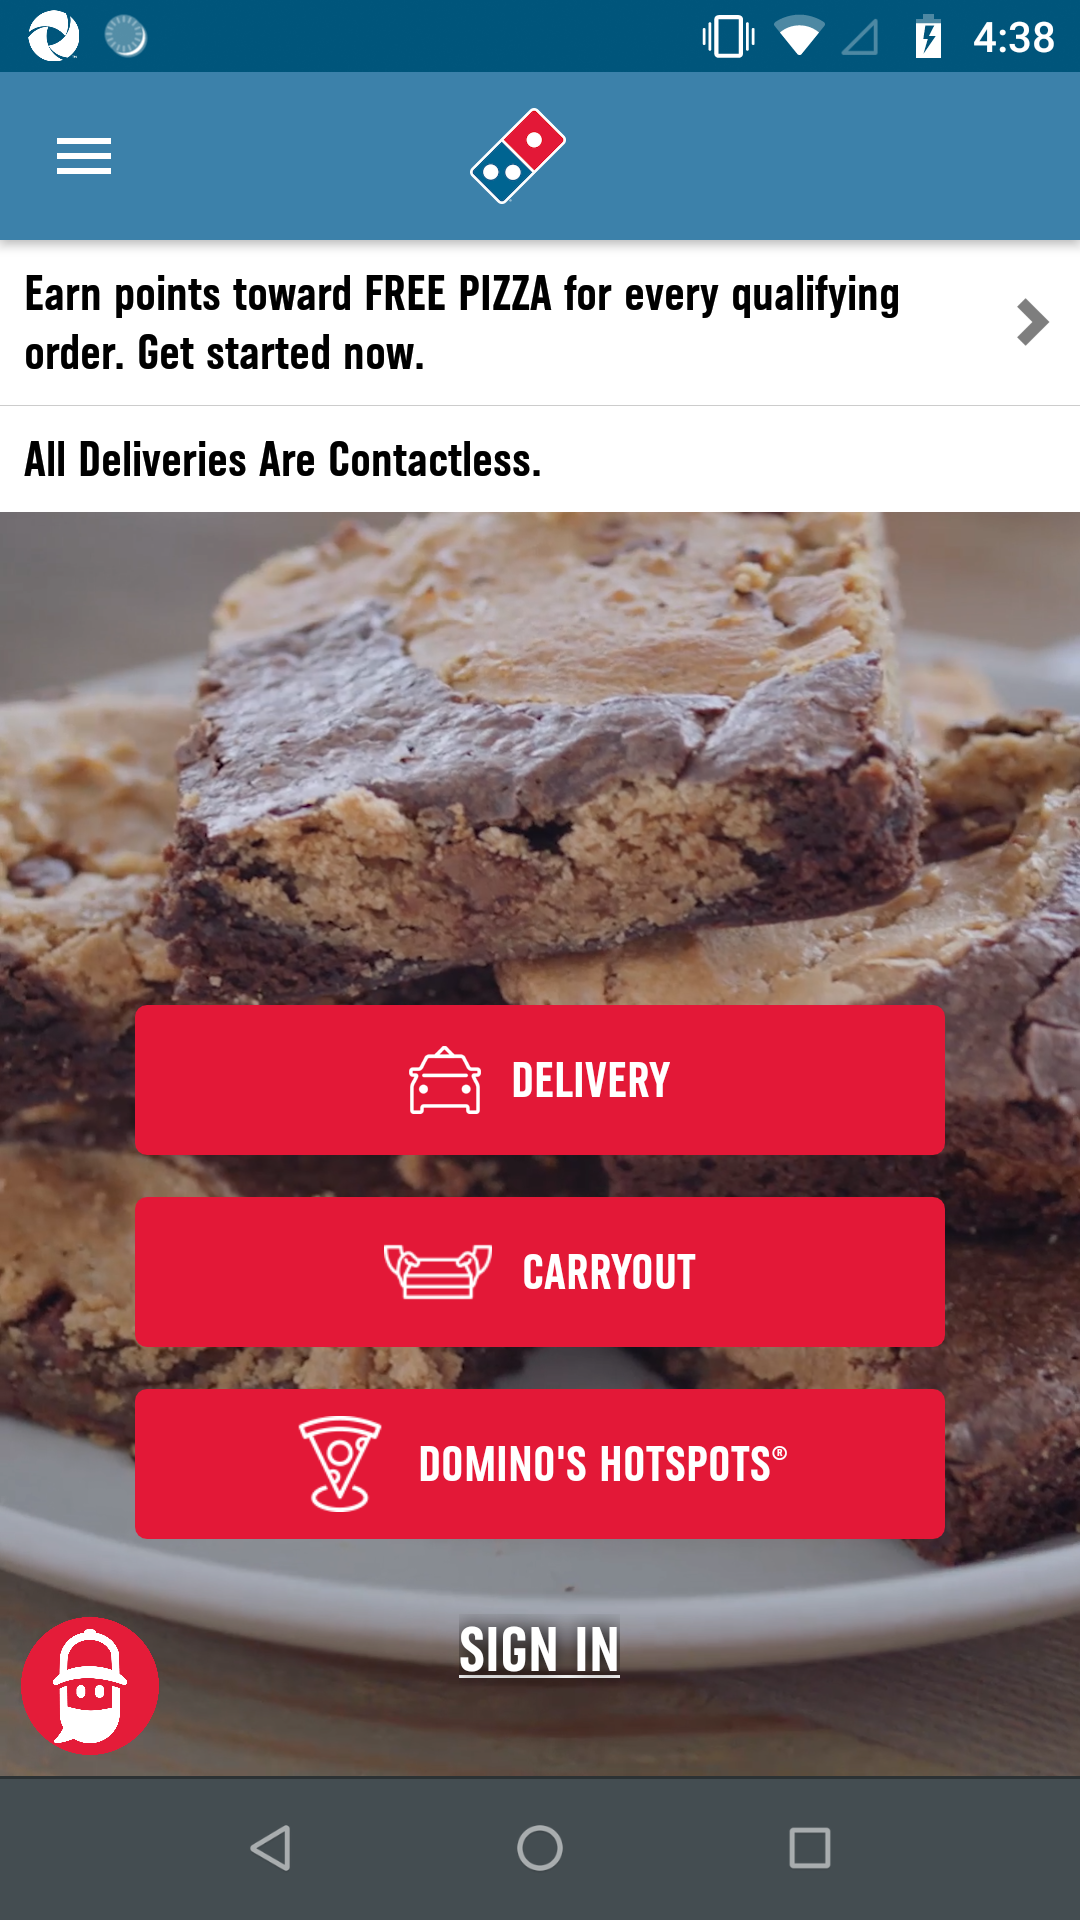 4:38
Earn points toward FREE PIZZA for every qualifying
order. Get started now.
All Deliveries Are Contactless.
DELIVERY
CARRYOUT
DOMINO'S HOTSPOTS®
SIGN IN